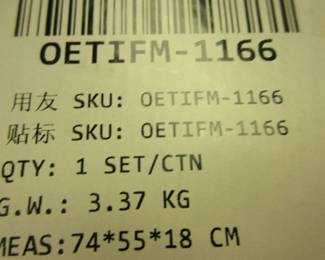 OETIFM-1166
用友 SKU: OETIFM-1166
贴标 SKU: OETIFM-1166
QTY: 1 SET/CTN
G.W.: 3.37 KG
MEAS:74*55*18 CM